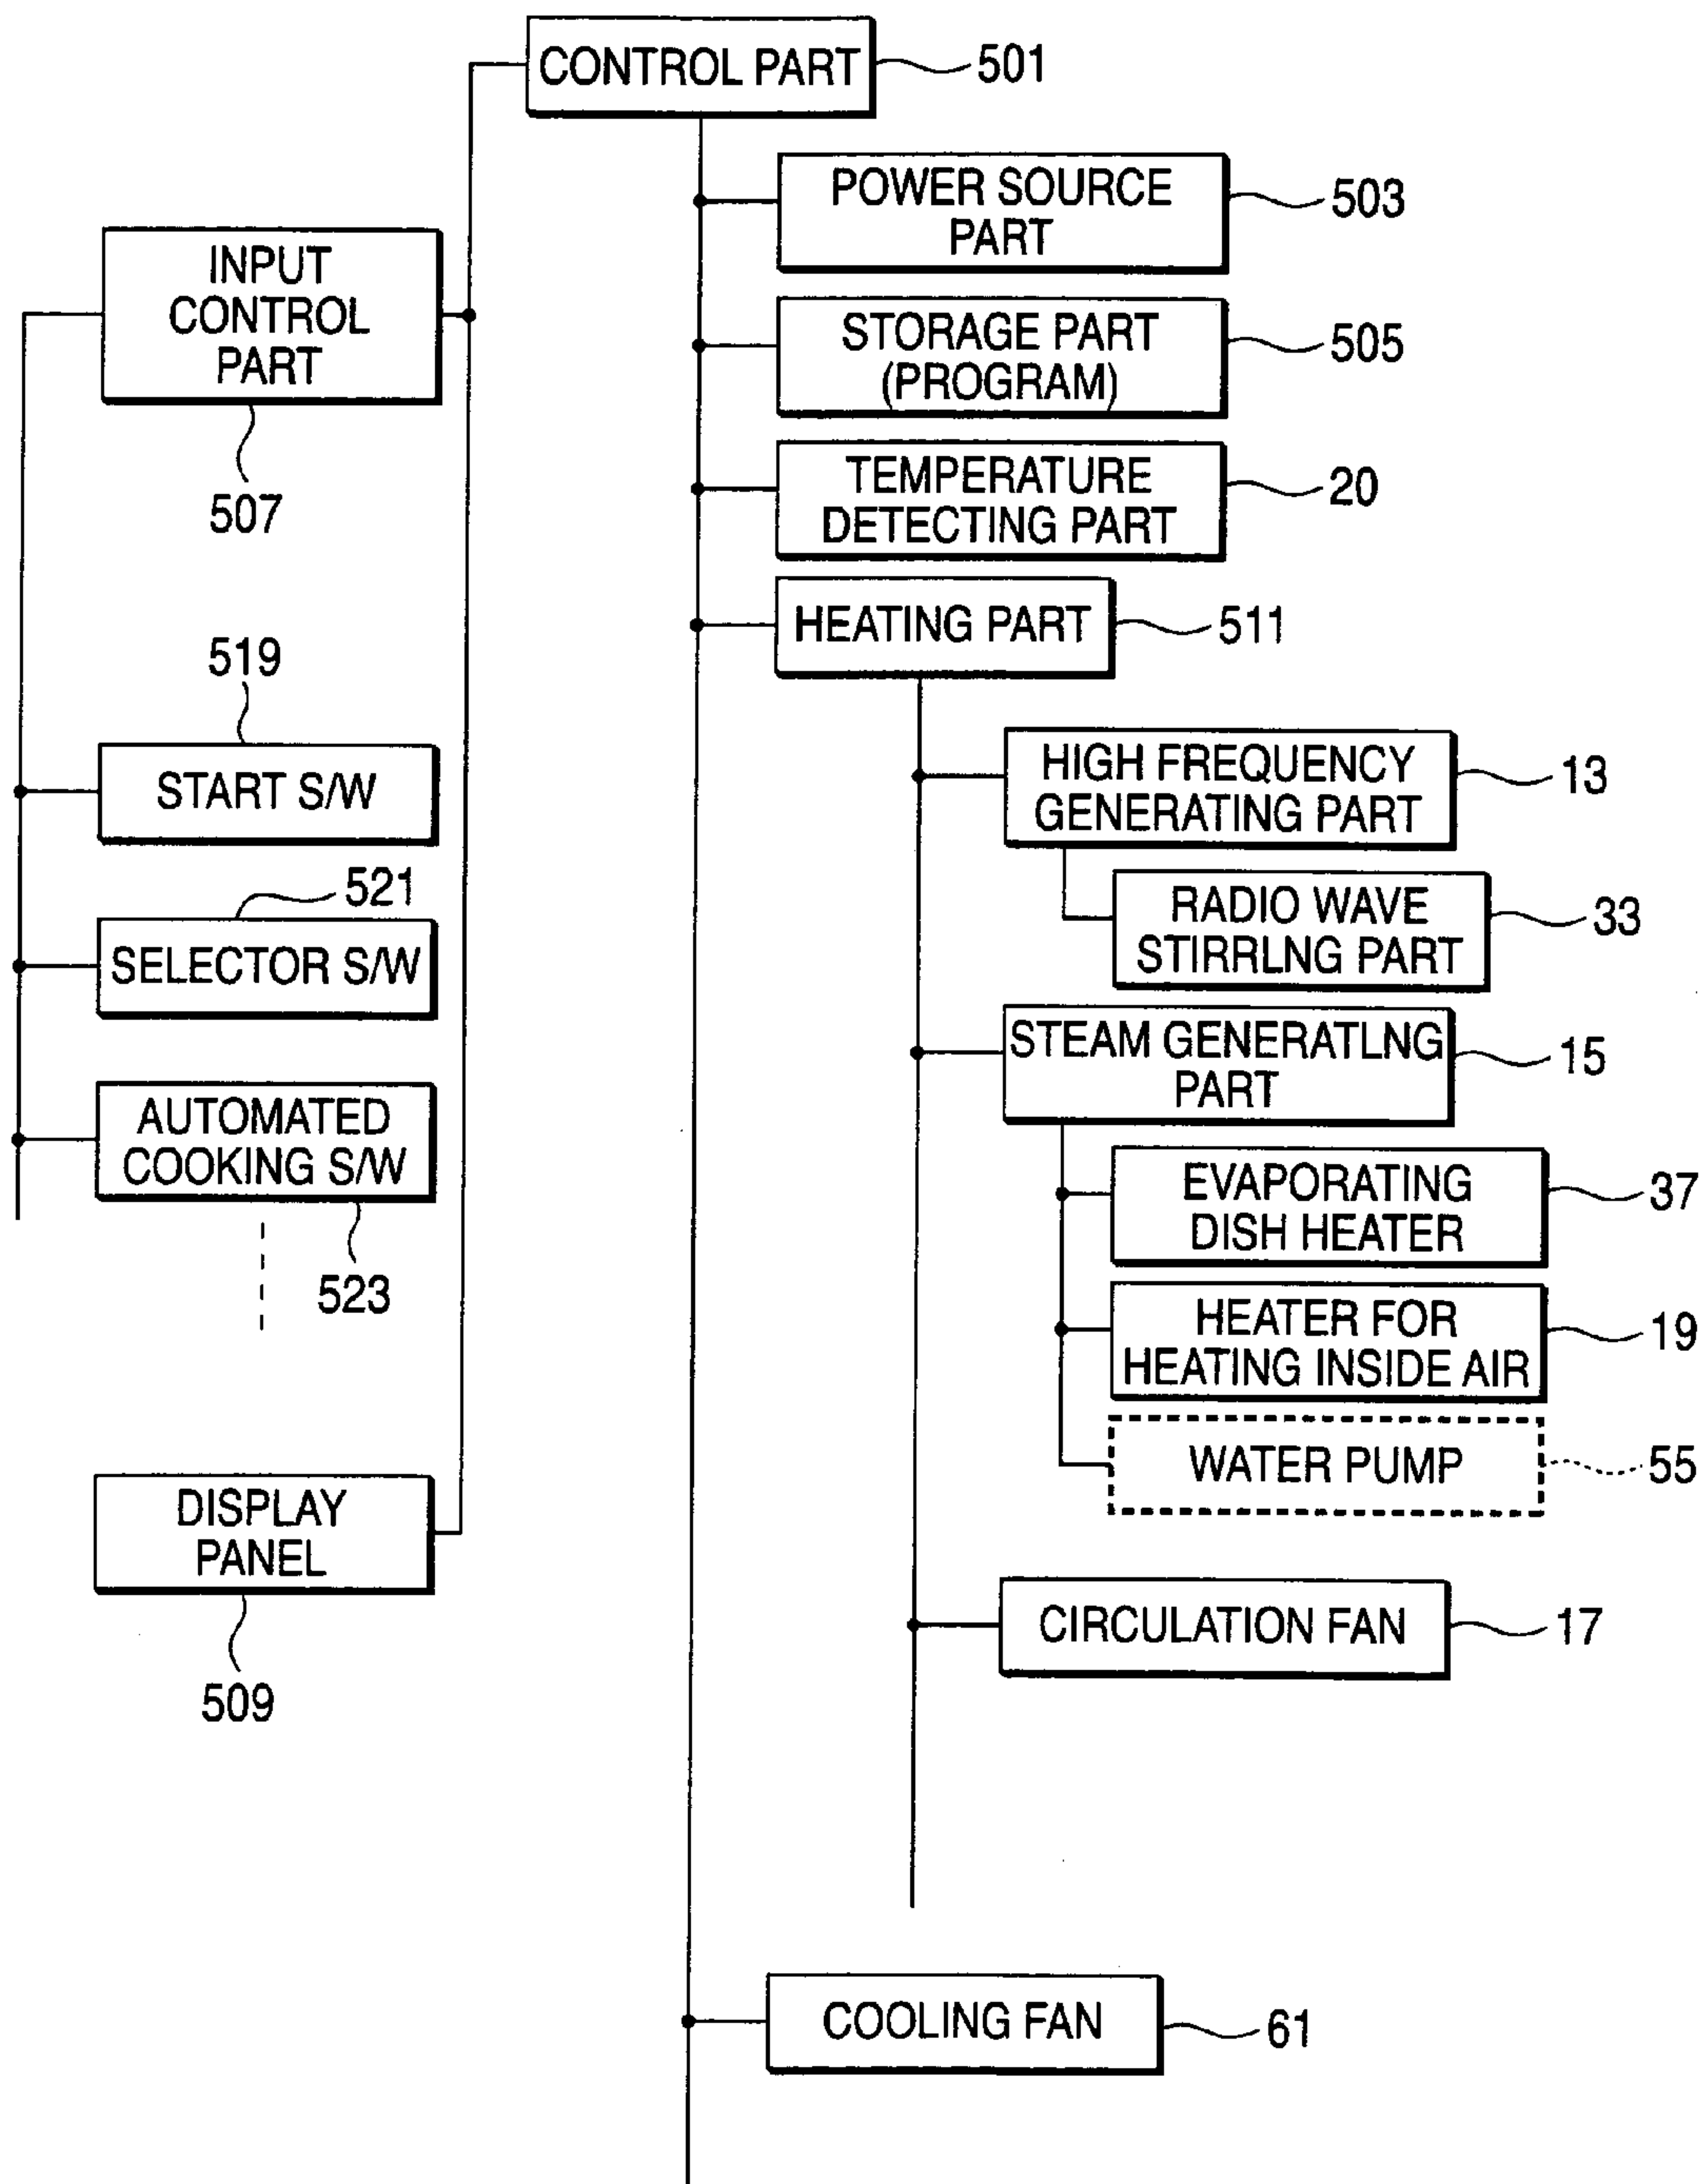 CONTROL PART
501
POWER SOURCE
PART
503
INPUT
CONTROL
PART
507
STORAGE PART
(PROGRAM)
505
TEMPERATURE
DETECTING PART
20
HEATING PART
511
519
START S/W
HIGH FREQUENCY
GENERATING PART
13
521
SELECTOR S/W
RADIO WAVE
STIRRLNG PART
33
STEAM GENERATLNG
PART
15
AUTOMATED
COOKING S/W
523
EVAPORATING
DISH HEATER
37
HEATER FOR
HEATING INSIDE AIR
19
WATER PUMP
55
DISPLAY
PANEL
509
CIRCULATION FAN
17
COOLING FAN
61